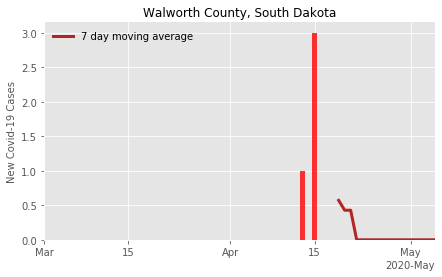 Walworth County, South Dakota
7 day moving average
New Covid-19 Cases
3.0
2.5
2.0
1.5
1.0
0.5
0.0
Mar 15 Apr 15 May
2020-May